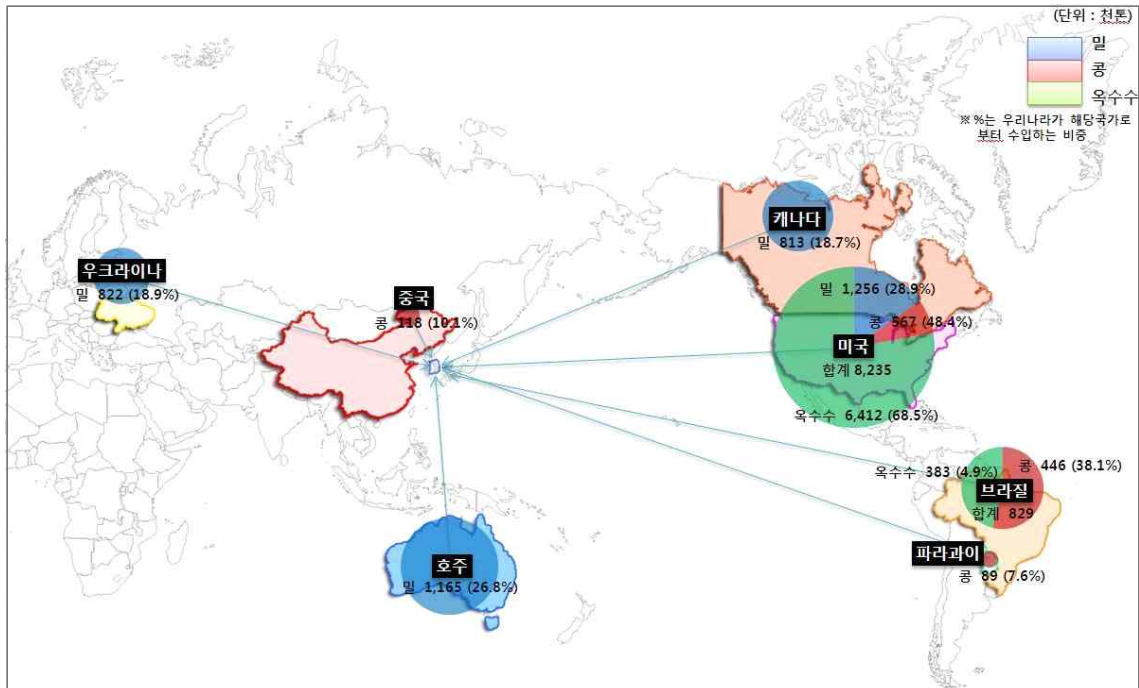 (단위 : 천톤)
밀
콩
옥수수
※ %는 우리나라가 해당국가로
부터 수입하는 비중
캐나다
밀 813 (18.7%)
우크라이나
밀 822 (18.9%)
중국
콩 118 (10.1%)
밀 1,256 (28.9%)
콩 567 (48.4%)
미국
합계 8,235
옥수수 6,412 (68.5%)
옥수수 383 (4.9%)
콩 446 (38.1%)
브라질
합계 829
파라과이
콩 89 (7.6%)
호주
밀 1,165 (26.8%)